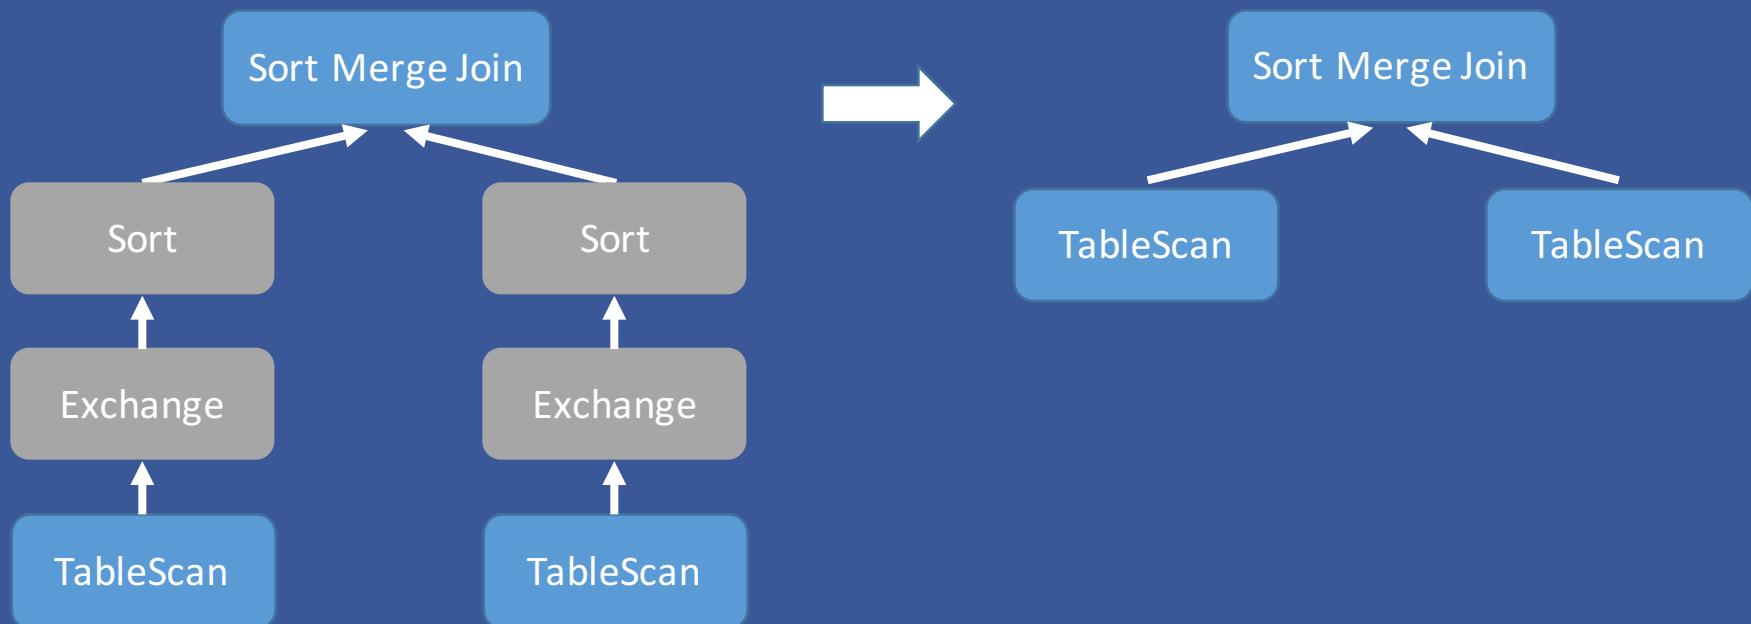 Sort Merge Join
Sort Merge Join
Sort
Sort
TableScan
TableScan
Exchange
Exchange
TableScan
TableScan